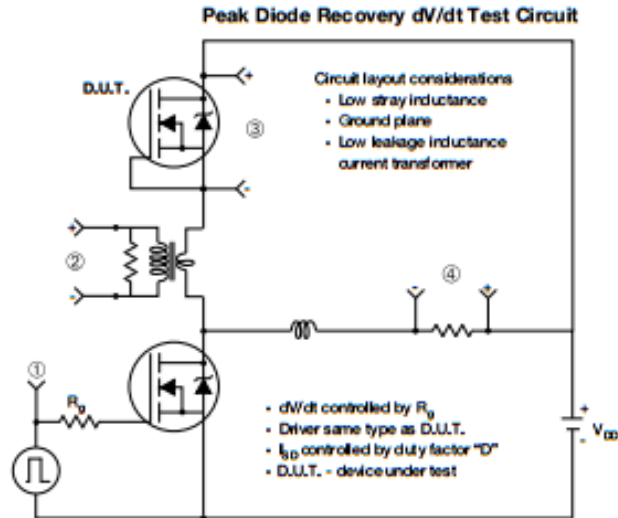 Peak Diode Recovery dV/dt Test Circuit
D.U.T.
+
Circuit layout considerations
• Low stray inductance
• Ground plane
• Low leakage inductance
current transformer
③
-
+
②
-
-
④
+
①
Rg
• dV/dt controlled by Rg
• Driver same type as D.U.T.
• ISD controlled by duty factor “D”
• D.U.T. - device under test
+
VDD
-